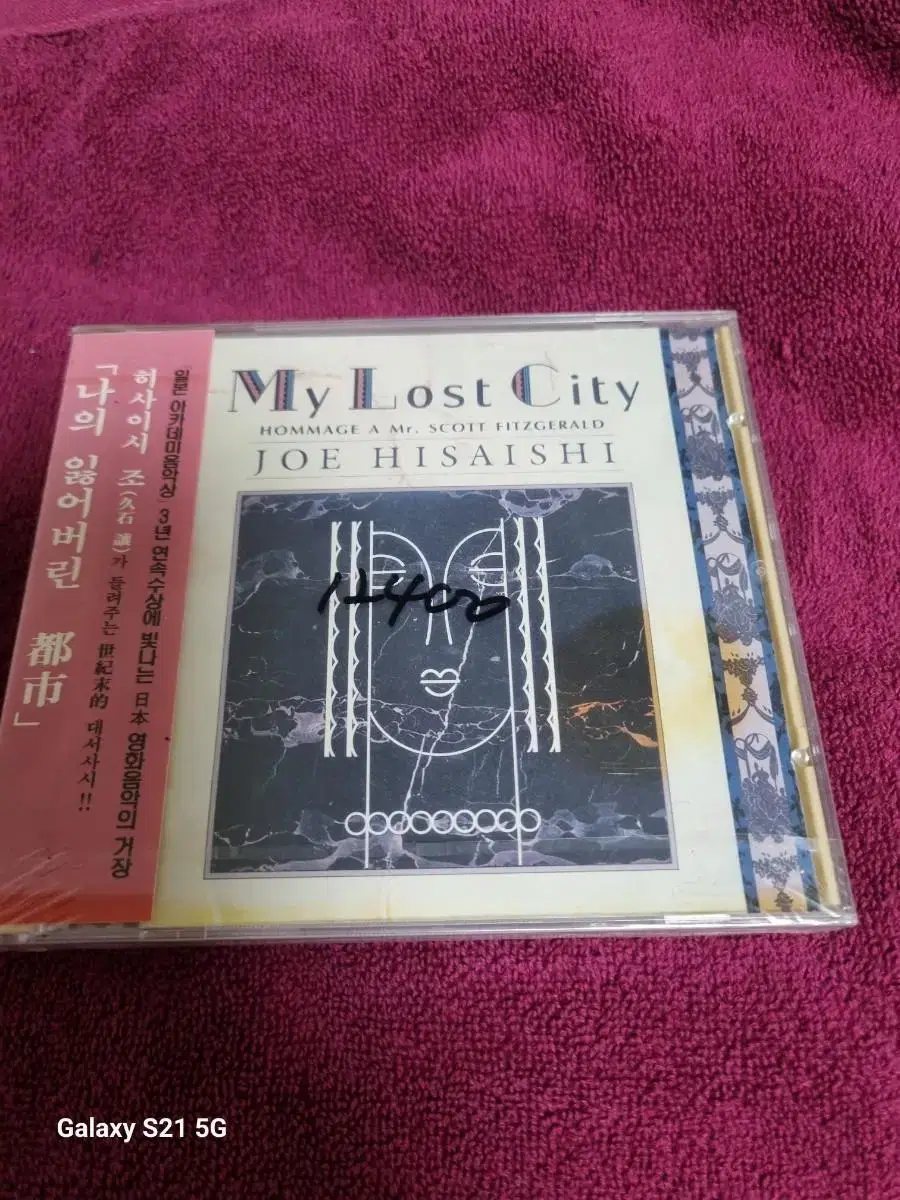 「나의 잃어버린 都市」
히사이시 조(久石 讓)가 들려주는 世紀末的 대서사시!!
일본 아카데미음악상 3년 연속수상에 빛나는 日本 영화음악의 거장
My Lost City
HOMMAGE A Mr. SCOTT FITZGERALD
JOE HISAISHI
12400
Galaxy S21 5G